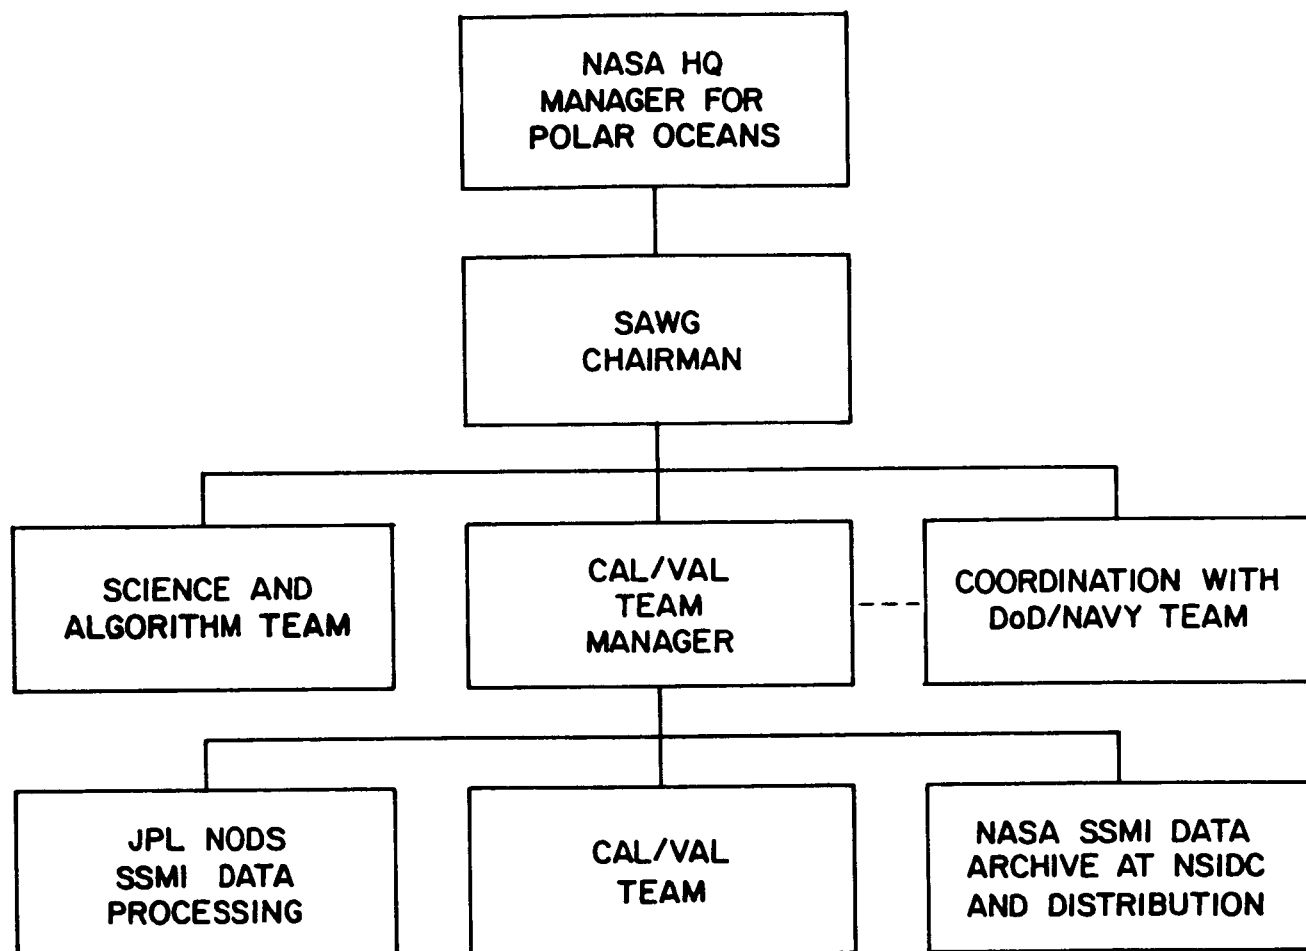 NASA HQ
MANAGER FOR
POLAR OCEANS
SAWG
CHAIRMAN
SCIENCE AND
ALGORITHM TEAM
CAL/VAL
TEAM
MANAGER
COORDINATION WITH
DoD/NAVY TEAM
JPL NODS
SSMI DATA
PROCESSING
CAL/VAL
TEAM
NASA SSMI DATA
ARCHIVE AT NSIDC
AND DISTRIBUTION